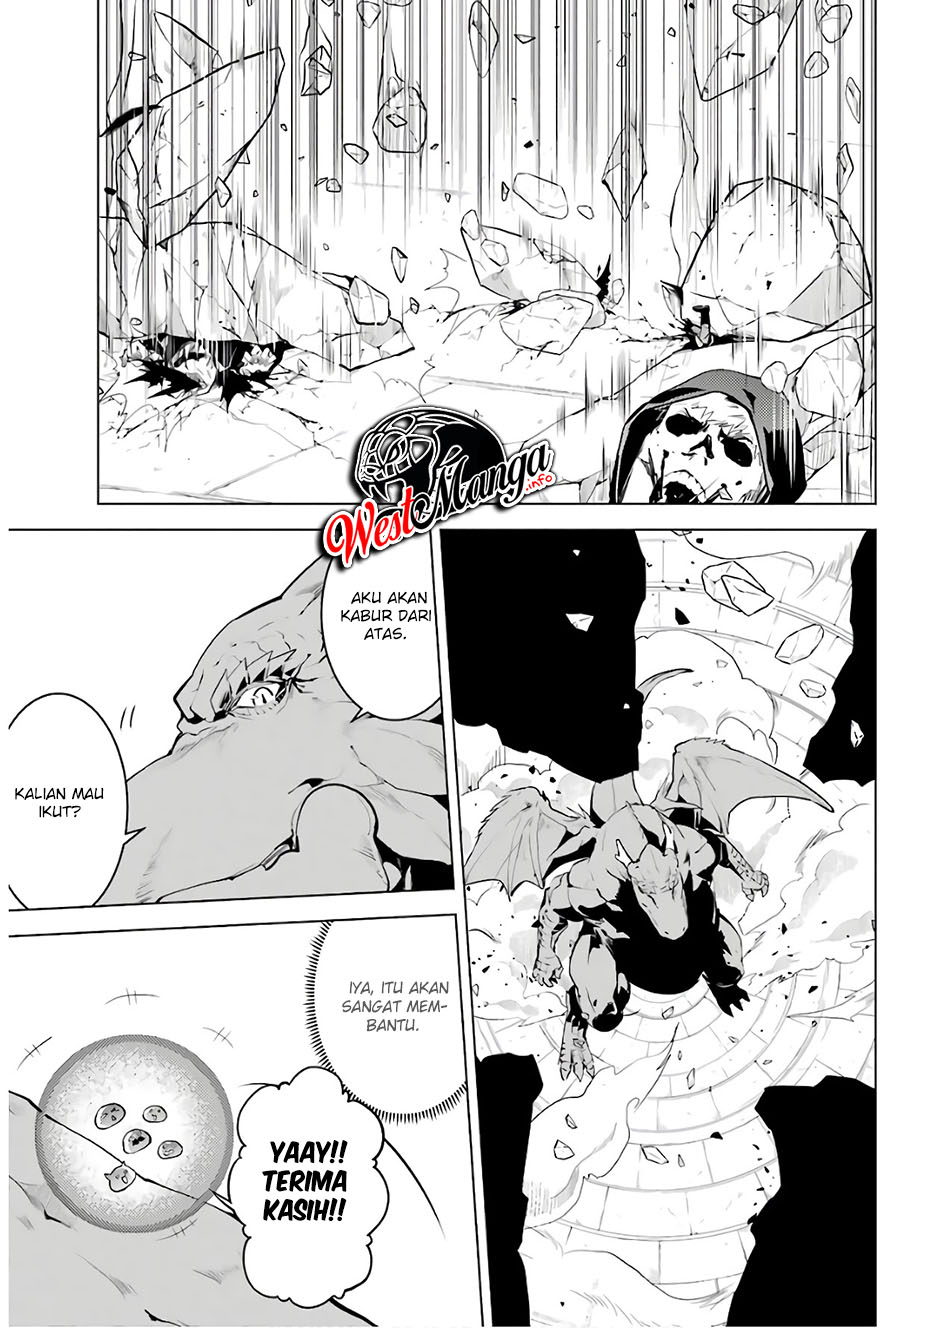 WestManga
.info
AKU AKAN
KABUR DARI
ATAS.
KALIAN MAU
IKUT?
IYA, ITU AKAN
SANGAT MEM-
BANTU.
YAAY!!
TERIMA
KASIH!!